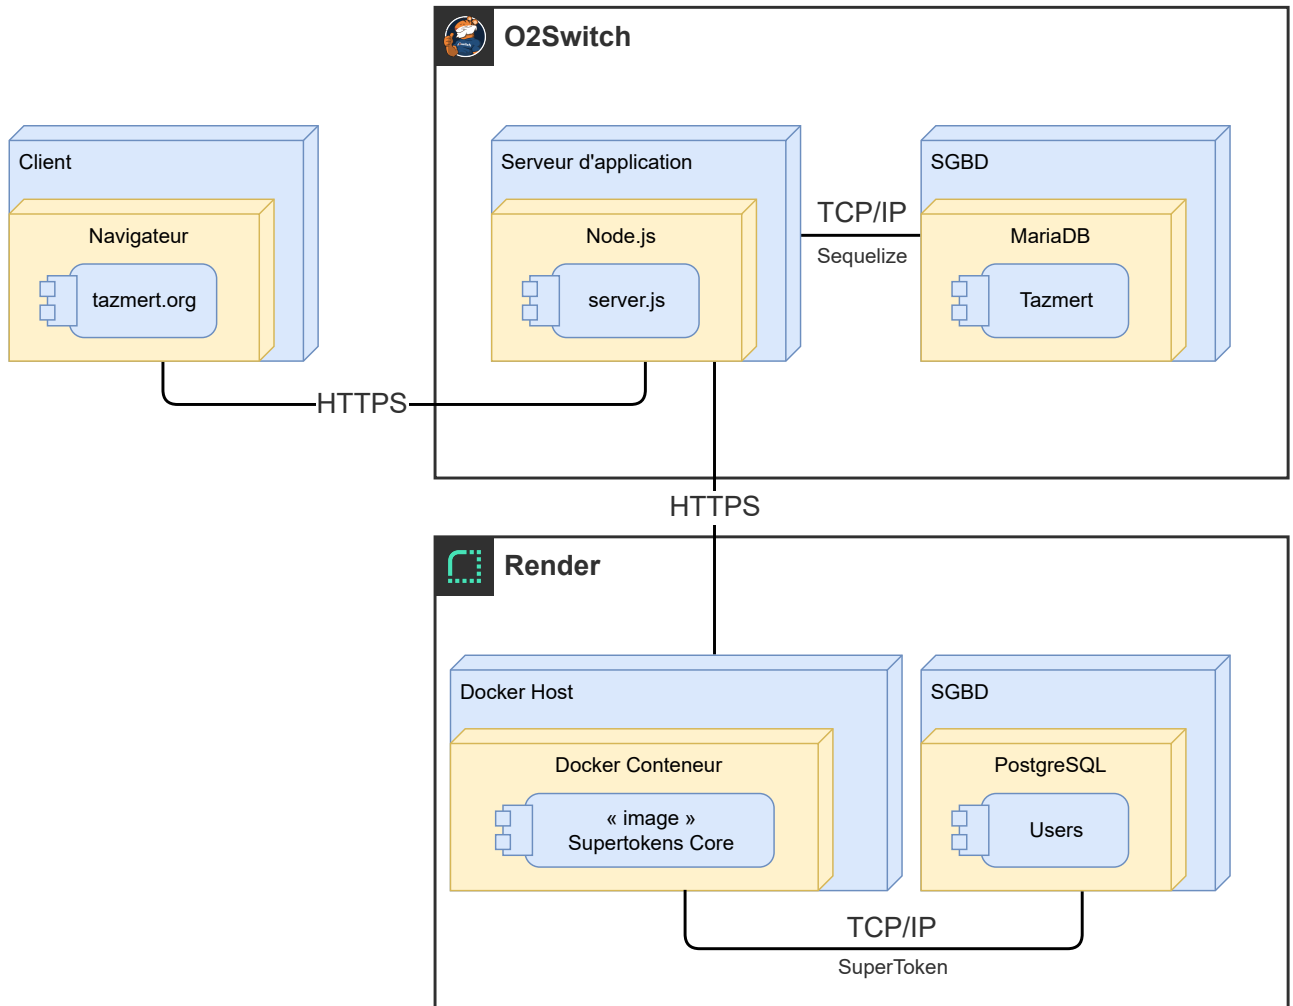 O2Switch
Client
Navigateur
tazmert.org
Serveur d'application
Node.js
server.js
TCP/IP
Sequelize
SGBD
MariaDB
Tazmert
HTTPS
HTTPS
Render
Docker Host
Docker Conteneur
« image »
Supertokens Core
SGBD
PostgreSQL
Users
TCP/IP
SuperToken